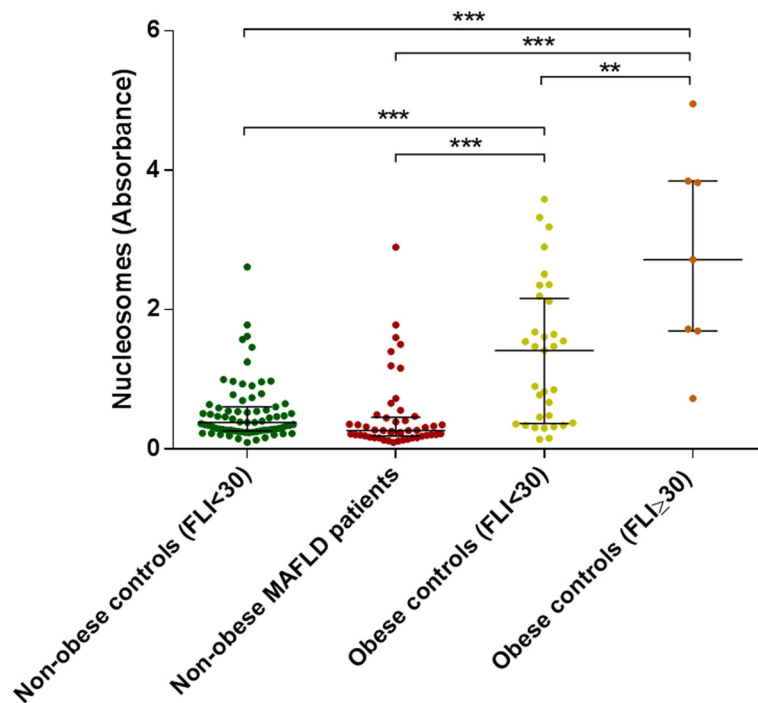 ***
***
**
***
***
Nucleosomes (Absorbance)
6
4
2
0
Non-obese controls (FLI<30)
Non-obese MAFLD patients
Obese controls (FLI<30)
Obese controls (FLI≥30)